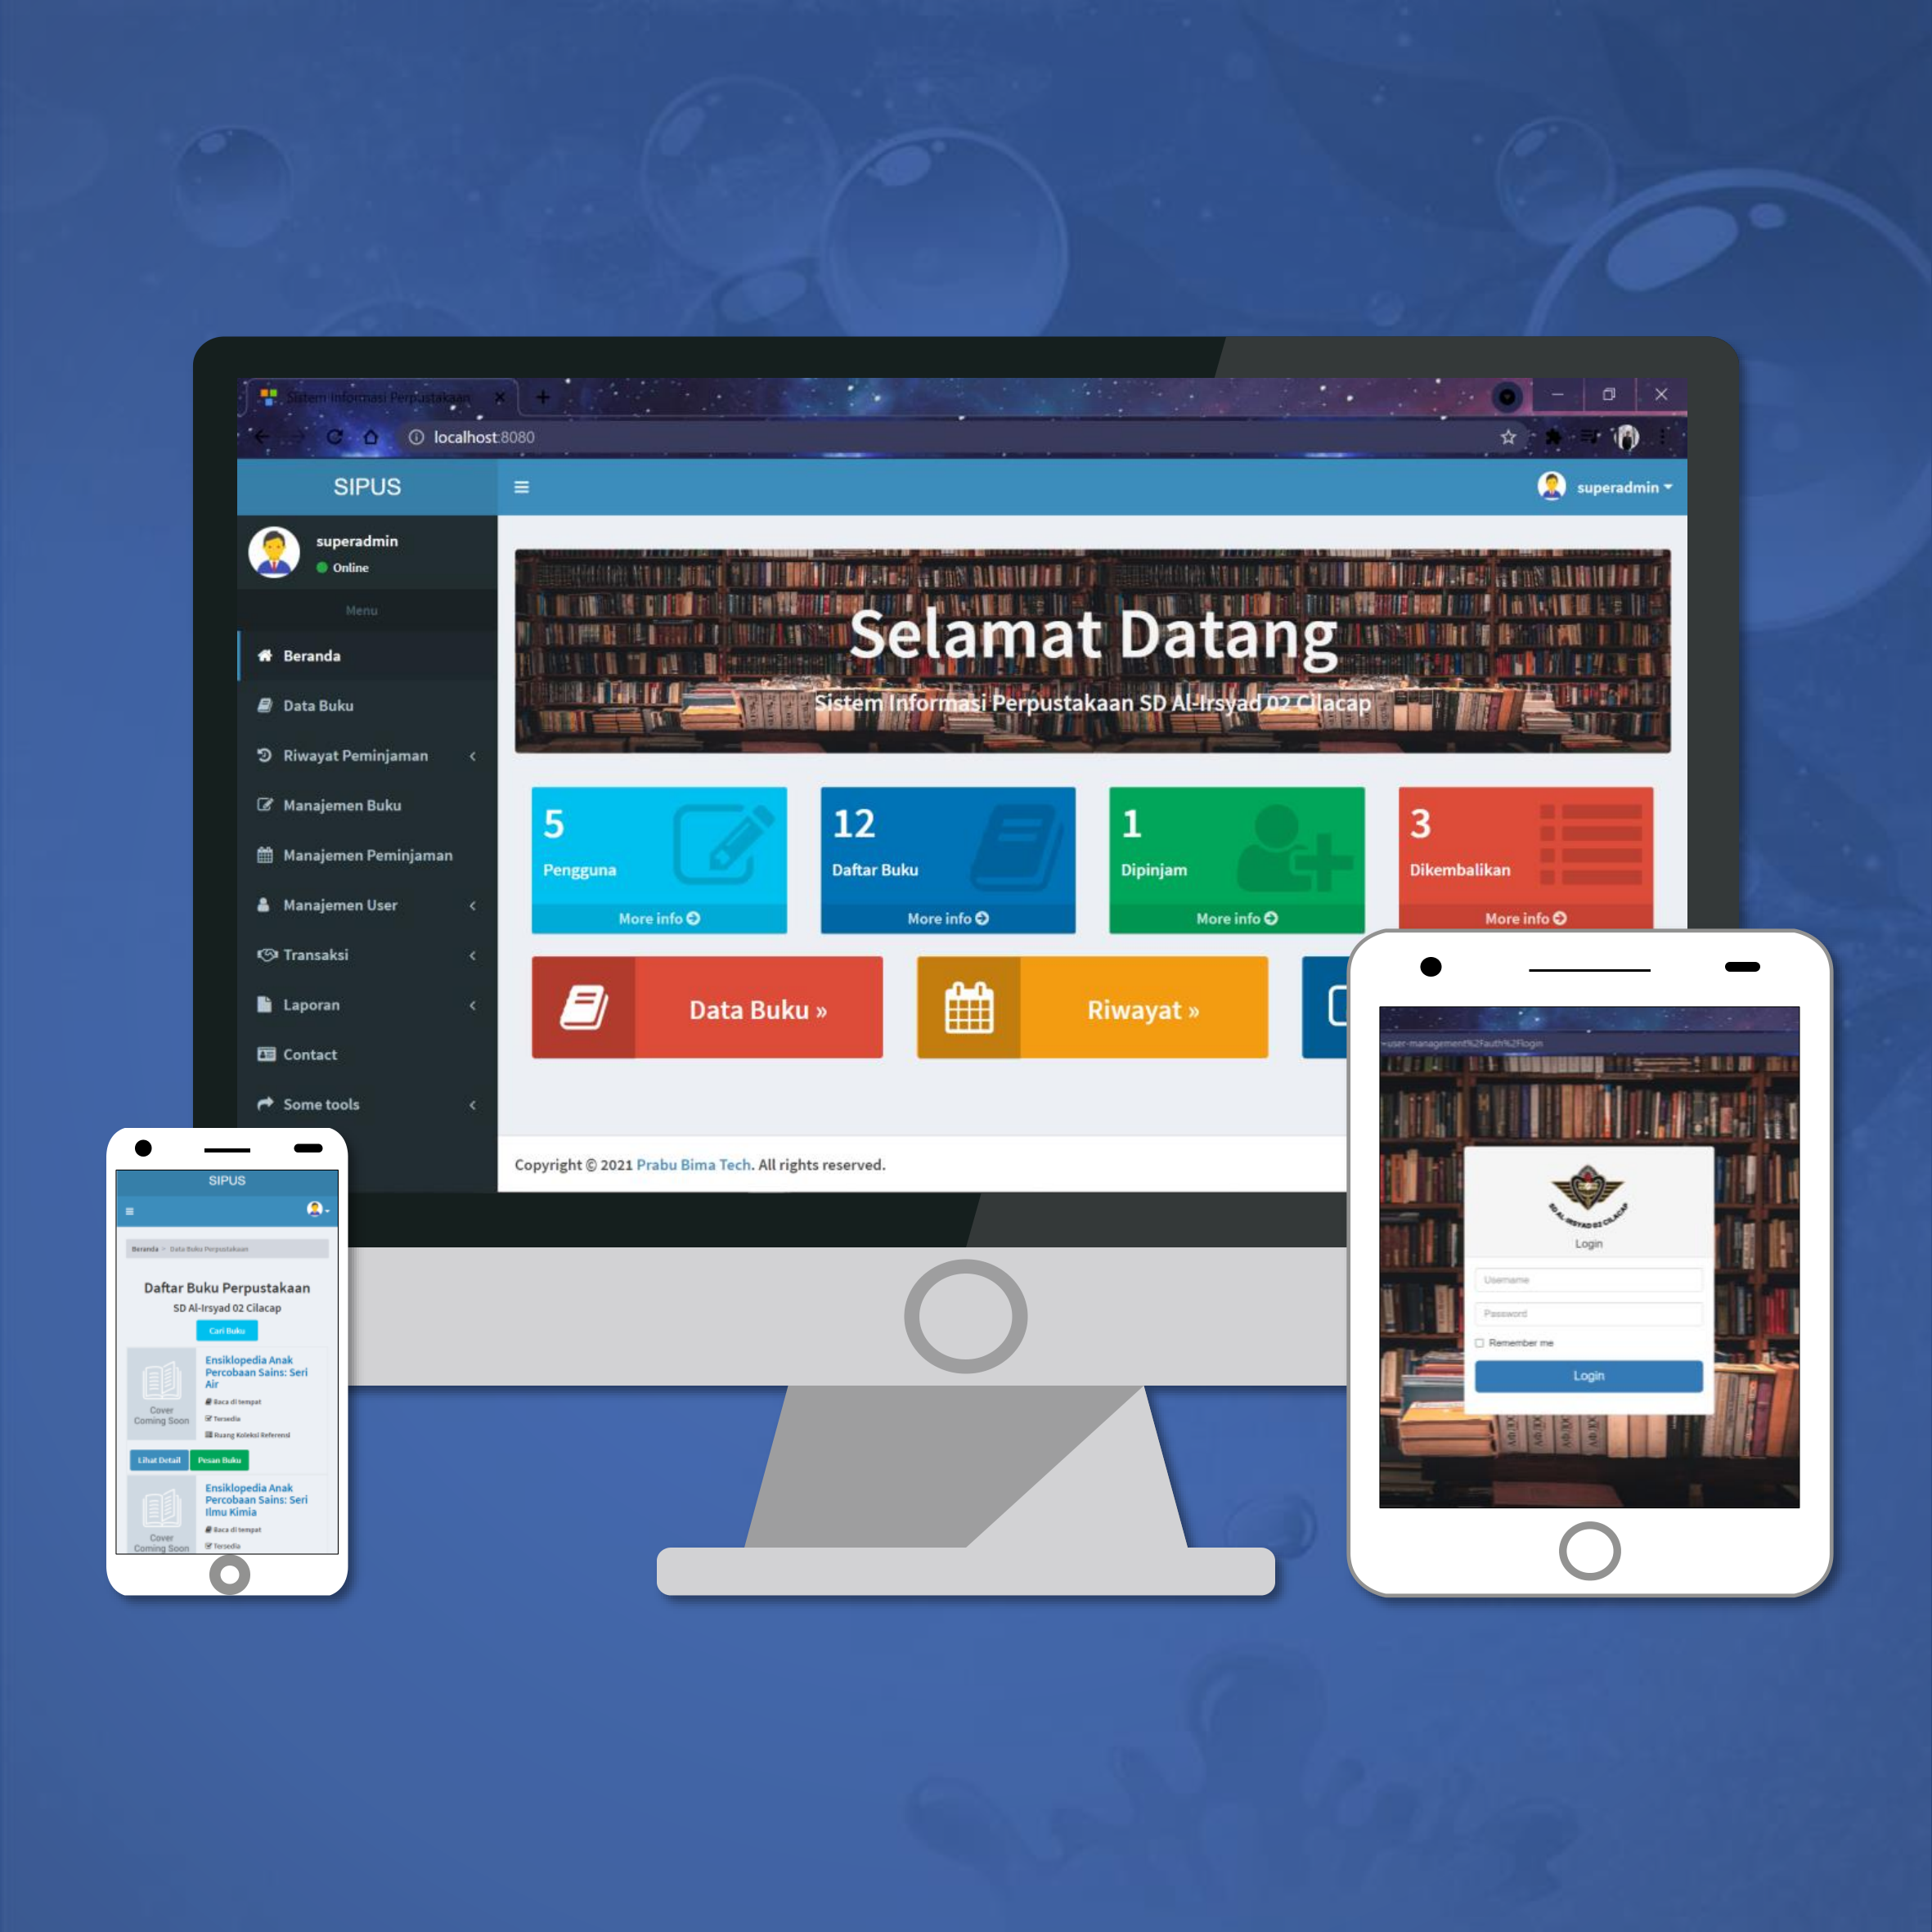 Sistem Informasi Perpustakaan
localhost:8080
SIPUS
superadmin
superadmin
Online
Menu
Beranda
Data Buku
Riwayat Peminjaman
Manajemen Buku
Manajemen Peminjaman
Manajemen User
Transaksi
Laporan
Contact
Some tools
Selamat Datang
Sistem Informasi Perpustakaan SD Al-Irsyad 02 Cilacap
5
Pengguna
More info
12
Daftar Buku
More info
1
Dipinjam
More info
3
Dikembalikan
More info
Data Buku »
Riwayat »
Copyright © 2021 Prabu Bima Tech. All rights reserved.
SIPUS
Beranda - Data Buku Perpustakaan
Daftar Buku Perpustakaan
SD Al-Irsyad 02 Cilacap
Cari Buku
Cover
Coming Soon
Ensiklopedia Anak
Percobaan Sains: Seri
Air
Baca di tempat
Tersedia
Ruang Koleksi Referensi
Lihat Detail
Pesan Buku
Cover
Coming Soon
Ensiklopedia Anak
Percobaan Sains: Seri
Ilmu Kimia
Baca di tempat
Tersedia
-user-management%2Fauth%2Flogin
SD AL-IRSYAD 02 CILACAP
Login
Username
Password
Remember me
Login